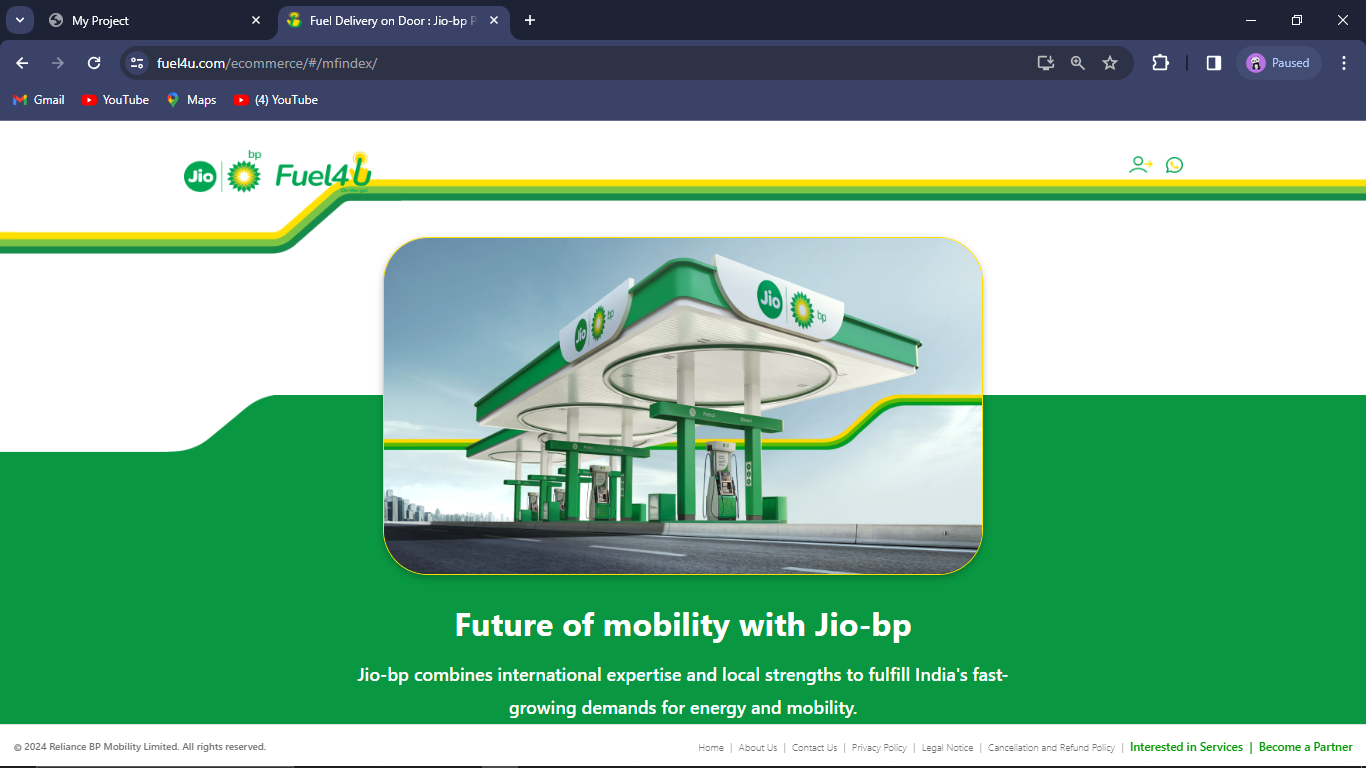 My Project
Fuel Delivery on Door : Jio-bp P
fuel4u.com/ecommerce/#/mfindex/
Paused
Gmail
YouTube
Maps
(4) YouTube
Jio
bp
Fuel4U
Jio
bp
Jio
bp
Future of mobility with Jio-bp
Jio-bp combines international expertise and local strengths to fulfill India's fast-
growing demands for energy and mobility.
© 2024 Reliance BP Mobility Limited. All rights reserved.
Home | About Us | Contact Us | Privacy Policy | Legal Notice | Cancellation and Refund Policy | Interested in Services | Become a Partner